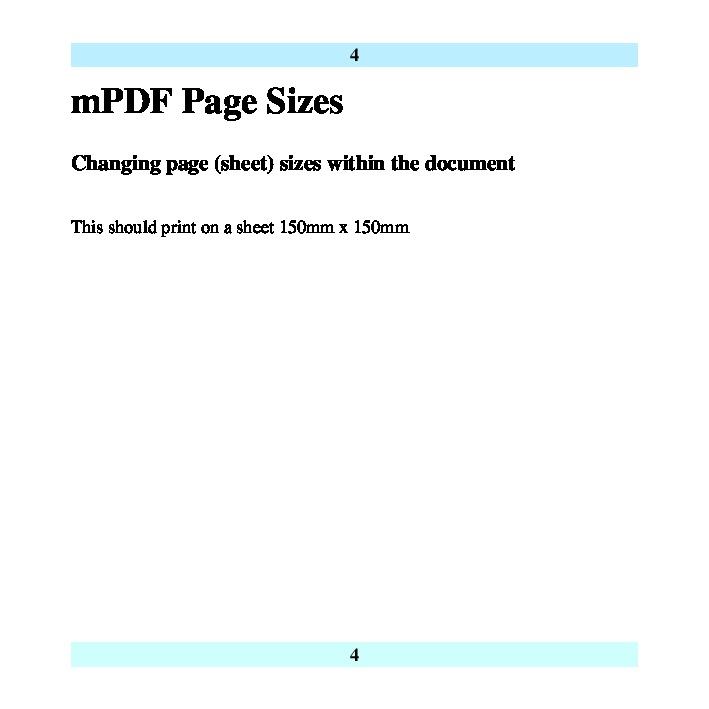 4
mPDF Page Sizes
Changing page (sheet) sizes within the document
This should print on a sheet 150mm x 150mm
4